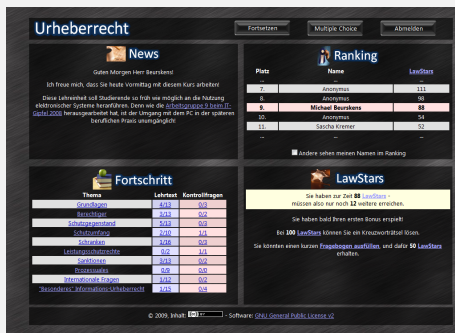 Urheberrecht
Fortsetzen
Multiple Choice
Abmelden
News
Guten Morgen Herr Beurskens!
Ich freue mich, dass Sie heute Vormittag mit diesem Kurs arbeiten!
Diese Lehreinheit soll Studierende so früh wie möglich an die Nutzung
elektronischer Systeme heranführen. Denn wie die Arbeitsgruppe 9 beim IT-
Gipfel 2008 herausgearbeitet hat, ist der Umgang mit dem PC in der späteren
beruflichen Praxis unumgänglich!
Ranking
Platz Name LawStars
...
7. Anonymus 111
8. Anonymus 98
9. Michael Beurskens 88
10. Anonymus 54
11. Sascha Kremer 52
...
Andere sehen meinen Namen im Ranking
Fortschritt
Thema Lehrtext Kontrollfragen
Grundlagen 4/13 0/3
Berechtigter 1/13 0/2
Schutzgegenstand 5/13 0/3
Schutzumfang 2/10 1/1
Schranken 1/16 0/3
Leistungsschutzrechte 0/2 1/1
Sanktionen 3/13 0/2
Prozessuales 0/8 0/0
Internationale Fragen 1/12 0/2
"Besonderes" Informations-Urheberrecht 1/15 0/4
LawStars
Sie haben zur Zeit 88 LawStars -
müssen also nur noch 12 weitere erreichen.
Sie haben bald Ihren ersten Bonus erspielt!
Bei 100 LawStars können Sie ein Kreuzworträtsel lösen.
Sie könnten einen kurzen Fragebogen ausfüllen, und dafür 50 LawStars
erhalten.
© 2009, Inhalt: - Software: GNU General Public License v2